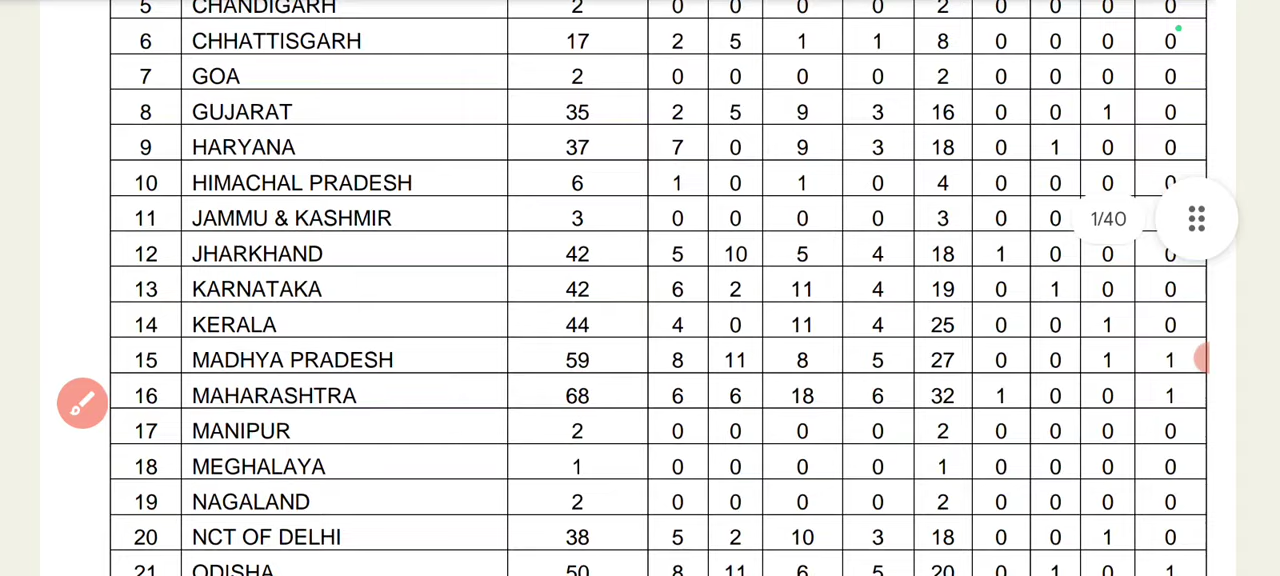 5 CHANDIGARH 2 0 0 0 0 2 0 0 0 0
6 CHHATTISGARH 17 2 5 1 1 8 0 0 0 0
7 GOA 2 0 0 0 0 2 0 0 0 0
8 GUJARAT 35 2 5 9 3 16 0 0 1 0
9 HARYANA 37 7 0 9 3 18 0 1 0 0
10 HIMACHAL PRADESH 6 1 0 1 0 4 0 0 0 0
11 JAMMU & KASHMIR 3 0 0 0 0 3 0 0 1/40
12 JHARKHAND 42 5 10 5 4 18 1 0 0 0
13 KARNATAKA 42 6 2 11 4 19 0 1 0 0
14 KERALA 44 4 0 11 4 25 0 0 1 0
15 MADHYA PRADESH 59 8 11 8 5 27 0 0 1 1
16 MAHARASHTRA 68 6 6 18 6 32 1 0 0 1
17 MANIPUR 2 0 0 0 0 2 0 0 0 0
18 MEGHALAYA 1 0 0 0 0 1 0 0 0 0
19 NAGALAND 2 0 0 0 0 2 0 0 0 0
20 NCT OF DELHI 38 5 2 10 3 18 0 0 1 0
21 ODISHA 50 8 11 6 5 20 0 1 0 1